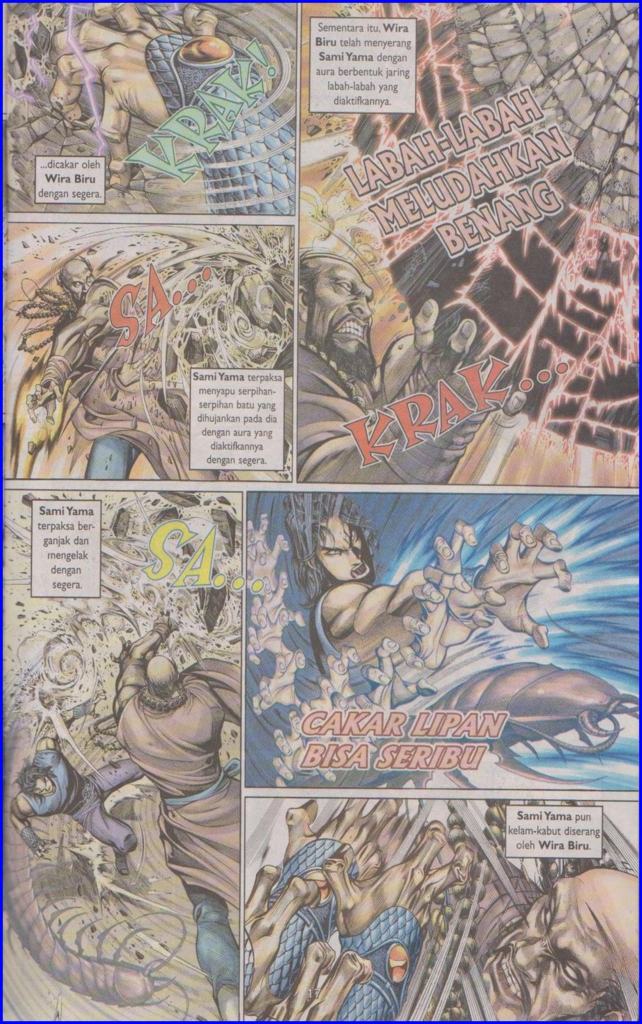 KRAK!
...dicakar oleh
Wira Biru
dengan segera.
Sementara itu, Wira
Biru telah menyerang
Sami Yama dengan
aura berbentuk jaring
labah-labah yang
diaktifkannya.
LABAH-LABAH
MELUDAHKAN
BENANG
KRAK...
SA...
Sami Yama terpaksa
menyapu serpihan-
serpihan batu yang
dihujankan pada dia
dengan aura yang
diaktifkannya
dengan segera.
Sami Yama
terpaksa ber-
ganjak dan
mengelak
dengan
segera.
SA...
CAKAR LIPAN
BISA SERIBU
Sami Yama pun
kelam-kabut diserang
oleh Wira Biru.
17